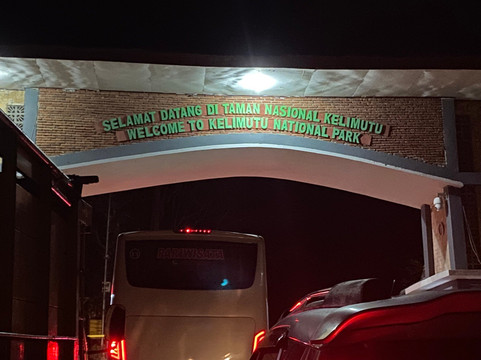 SELAMAT DATANG DI TAMAN NASIONAL KELIMUTU
WELCOME TO KELIMUTU NATIONAL PARK